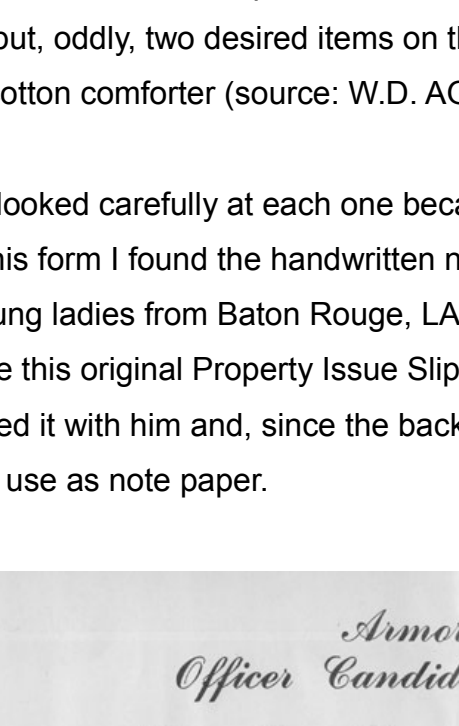 out, oddly, two desired items on
otton comforter (source: W.D.
looked carefully at each one
form I found the handwritten
ladies from Baton Rouge, LA
this original Property Issue Slip
it with him and, since the back
use as note paper.
Officer